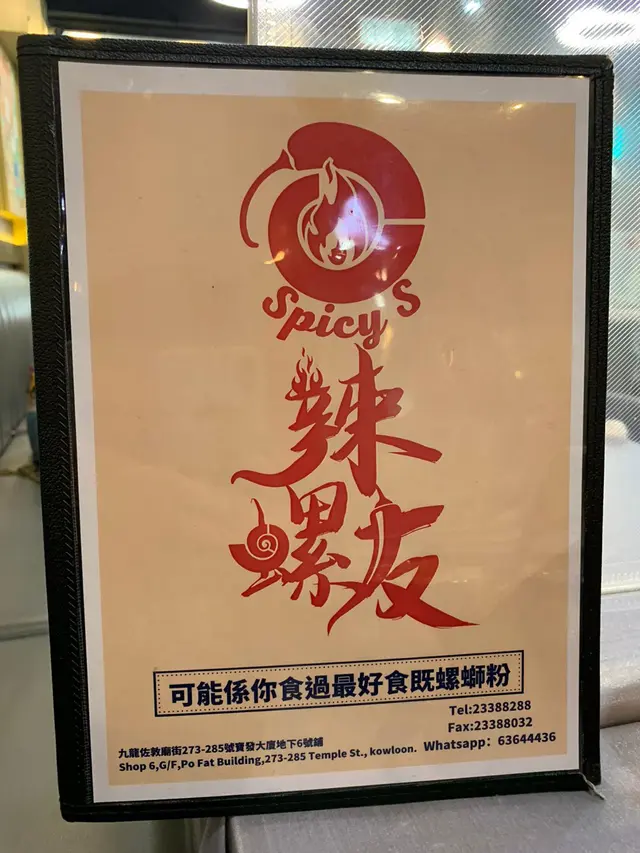 Spicy S
辣
螺友
可能係你食過最好食既螺螄粉
Tel:23388288
Fax:23388032
Whatsapp: 63644436
九龍佐敦廟街273-285號寶發大廈地下6號鋪
Shop 6,G/F,Po Fat Building,273-285 Temple St., kowloon.